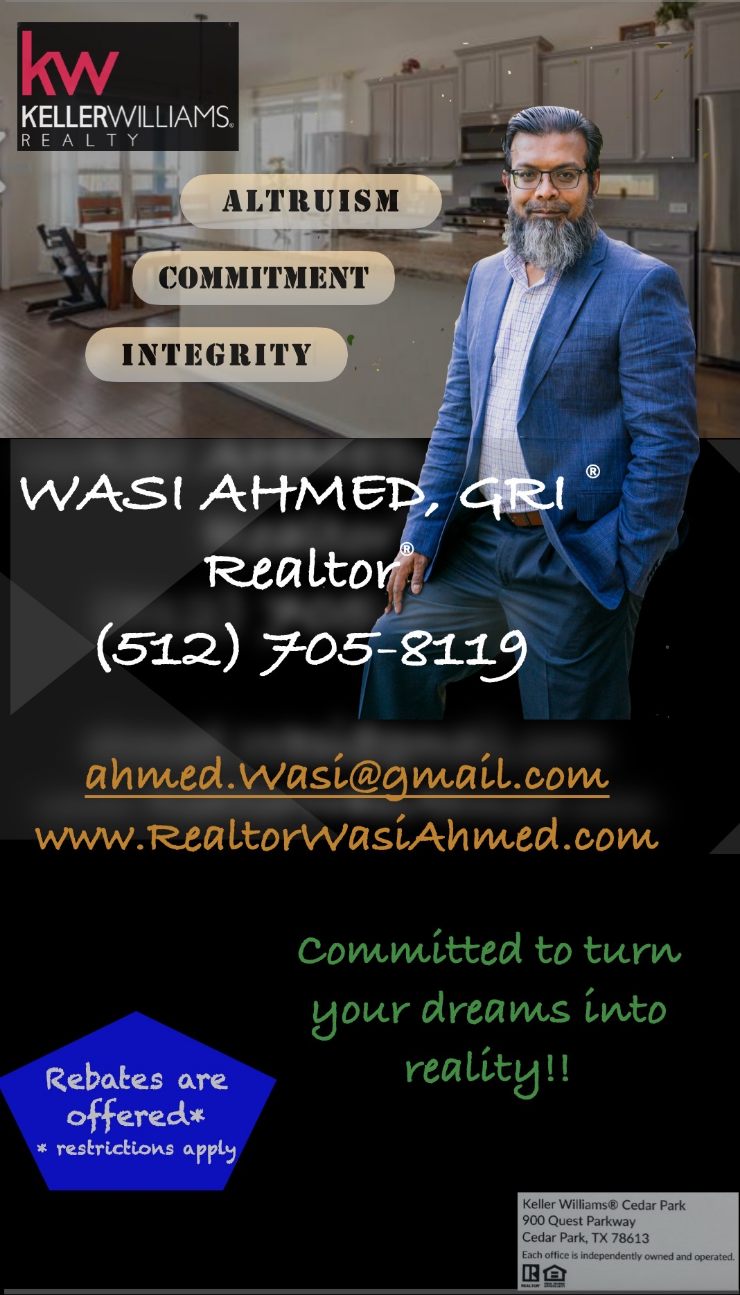 kw
KELLERWILLIAMS®
REALTY
ALTRUISM
COMMITMENT
INTEGRITY
WASI AHMED, GRI ®
Realtor®
(512) 705-8119
ahmed.Wasi@gmail.com
www.RealtorWasiAhmed.com
Committed to turn
your dreams into
reality!!
Rebates are
offered*
* restrictions apply
Keller Williams® Cedar Park
900 Quest Parkway
Cedar Park, TX 78613
Each office is independently owned and operated.
REALTOR®